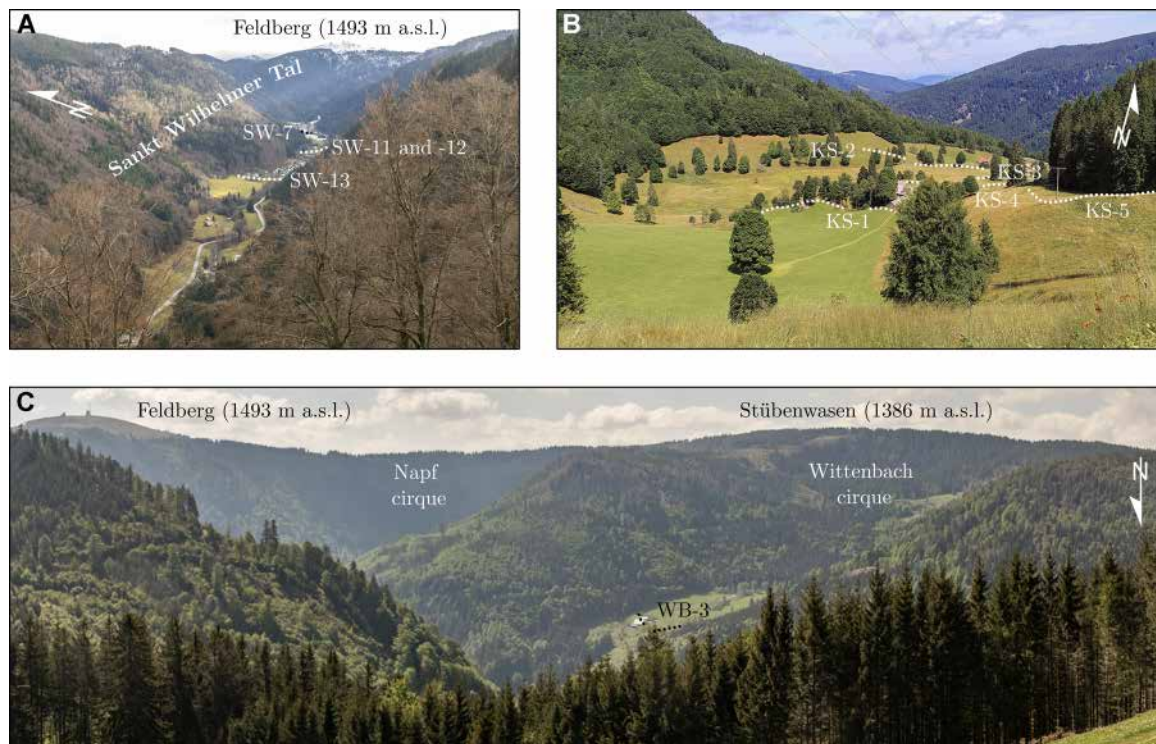 A
Feldberg (1493 m a.s.l.)
Sankt Wilhelmer Tal
N
SW-7
SW-11 and -12
SW-13
B
N
KS-2
KS-3
KS-4
KS-1
KS-5
C
Feldberg (1493 m a.s.l.)
Stübenwasen (1386 m a.s.l.)
N
Napf
cirque
Wittenbach
cirque
WB-3